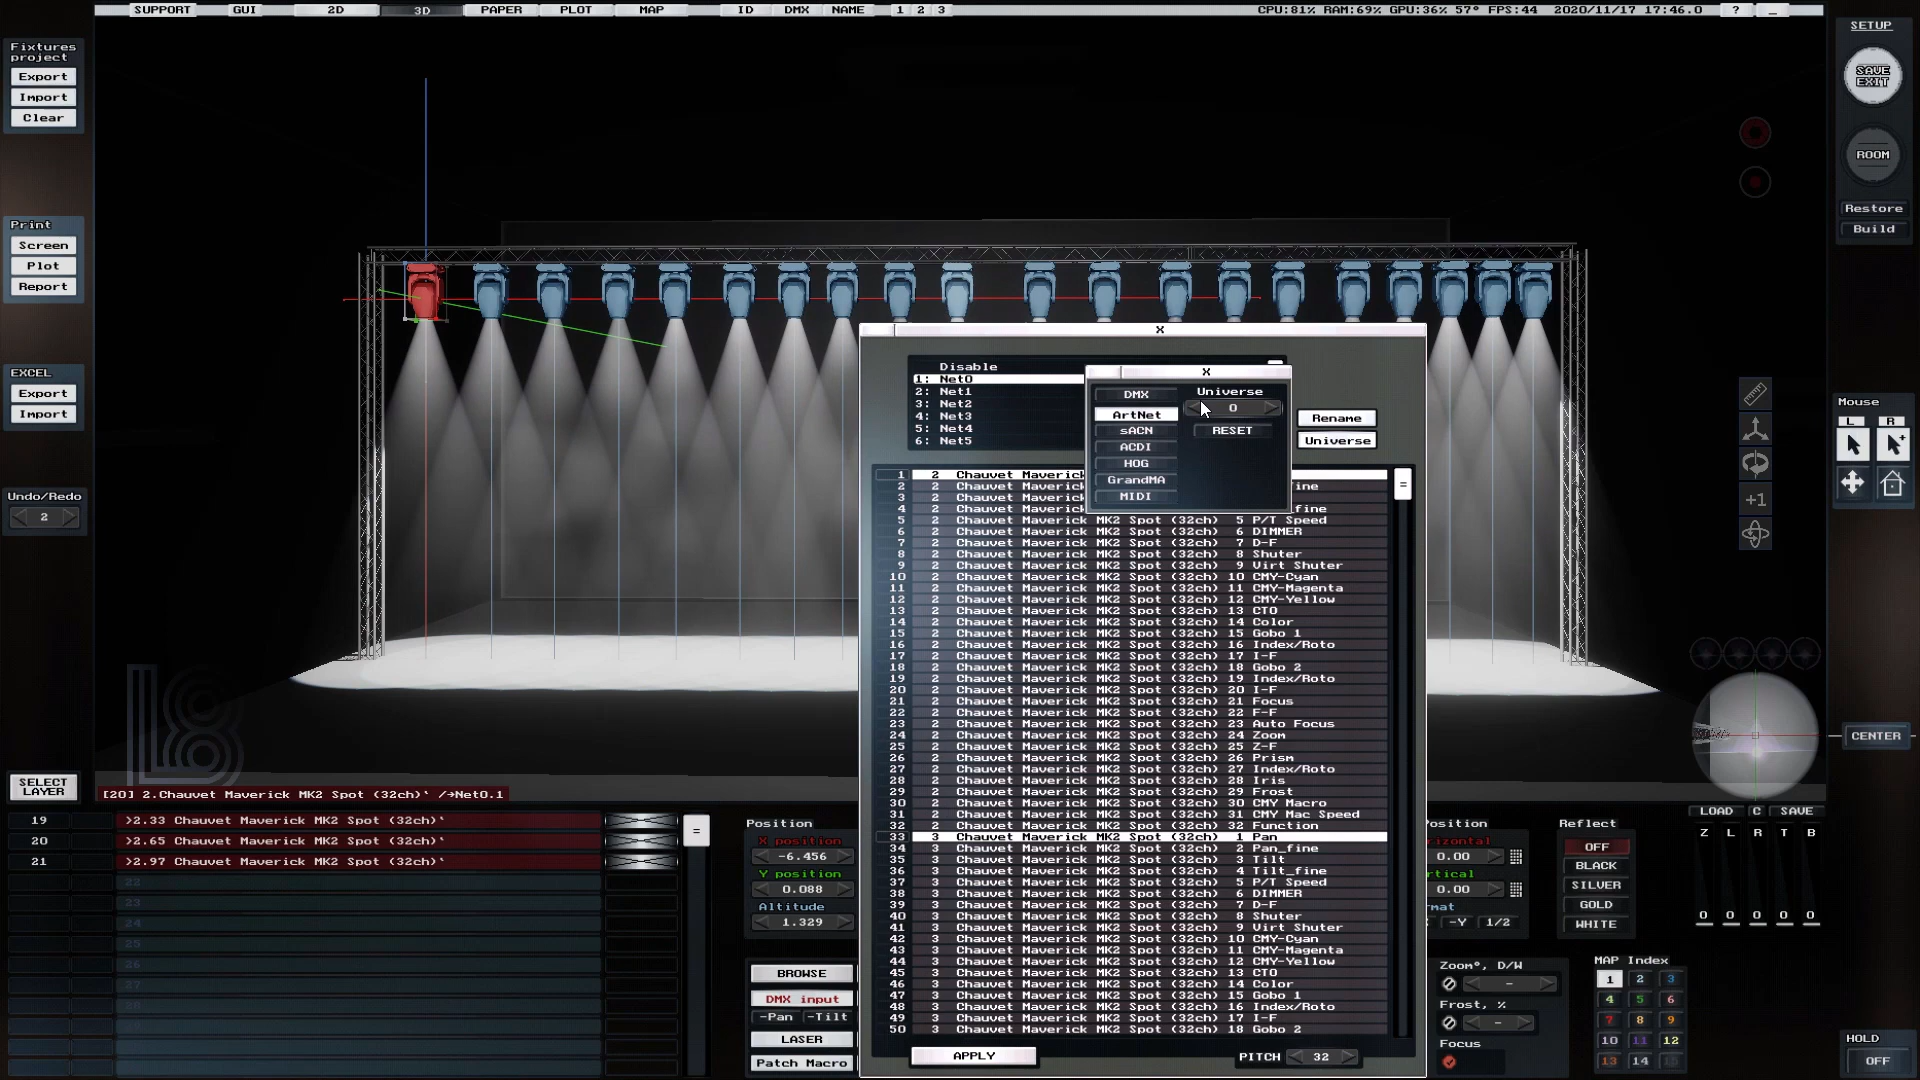 SUPPORT GUI 2D 3D PAPER PLOT MAP ID DMX NAME 1 2 3 CPU:81% RAM:69% GPU:36% 57° FPS:44 2020/11/17 17:46.0 ? _
Fixtures
project
Export
Import
Clear
Print
Screen
Plot
Report
EXCEL
Export
Import
Undo/Redo
2
SELECT
LAYER
[20] 2.Chauvet Maverick MK2 Spot (32ch)` /→Net0.1
19 >2.33 Chauvet Maverick MK2 Spot (32ch)`
20 >2.65 Chauvet Maverick MK2 Spot (32ch)`
21 >2.97 Chauvet Maverick MK2 Spot (32ch)`
22
23
24
25
26
27
28
=
Position
X position
-6.456
Y position
0.088
Altitude
1.329
BROWSE
DMX input
-Pan -Tilt
LASER
Patch Macro
X
Disable
1: Net0
2: Net1
3: Net2
4: Net3
5: Net4
6: Net5
X
DMX
ArtNet
sACN
ACDI
HOG
GrandMA
MIDI
Universe
0
RESET
Rename
Universe
1 2 Chauvet Maverick
2 2 Chauvet Maverick fine
3 2 Chauvet Maverick
4 2 Chauvet Maverick fine
5 2 Chauvet Maverick MK2 Spot (32ch) 5 P/T Speed
6 2 Chauvet Maverick MK2 Spot (32ch) 6 DIMMER
7 2 Chauvet Maverick MK2 Spot (32ch) 7 D-F
8 2 Chauvet Maverick MK2 Spot (32ch) 8 Shuter
9 2 Chauvet Maverick MK2 Spot (32ch) 9 Virt Shuter
10 2 Chauvet Maverick MK2 Spot (32ch) 10 CMY-Cyan
11 2 Chauvet Maverick MK2 Spot (32ch) 11 CMY-Magenta
12 2 Chauvet Maverick MK2 Spot (32ch) 12 CMY-Yellow
13 2 Chauvet Maverick MK2 Spot (32ch) 13 CTO
14 2 Chauvet Maverick MK2 Spot (32ch) 14 Color
15 2 Chauvet Maverick MK2 Spot (32ch) 15 Gobo 1
16 2 Chauvet Maverick MK2 Spot (32ch) 16 Index/Roto
17 2 Chauvet Maverick MK2 Spot (32ch) 17 I-F
18 2 Chauvet Maverick MK2 Spot (32ch) 18 Gobo 2
19 2 Chauvet Maverick MK2 Spot (32ch) 19 Index/Roto
20 2 Chauvet Maverick MK2 Spot (32ch) 20 I-F
21 2 Chauvet Maverick MK2 Spot (32ch) 21 Focus
22 2 Chauvet Maverick MK2 Spot (32ch) 22 F-F
23 2 Chauvet Maverick MK2 Spot (32ch) 23 Auto Focus
24 2 Chauvet Maverick MK2 Spot (32ch) 24 Zoom
25 2 Chauvet Maverick MK2 Spot (32ch) 25 Z-F
26 2 Chauvet Maverick MK2 Spot (32ch) 26 Prism
27 2 Chauvet Maverick MK2 Spot (32ch) 27 Index/Roto
28 2 Chauvet Maverick MK2 Spot (32ch) 28 Iris
29 2 Chauvet Maverick MK2 Spot (32ch) 29 Frost
30 2 Chauvet Maverick MK2 Spot (32ch) 30 CMY Macro
31 2 Chauvet Maverick MK2 Spot (32ch) 31 CMY Mac Speed
32 2 Chauvet Maverick MK2 Spot (32ch) 32 Function
33 3 Chauvet Maverick MK2 Spot (32ch) 1 Pan
34 3 Chauvet Maverick MK2 Spot (32ch) 2 Pan_fine
35 3 Chauvet Maverick MK2 Spot (32ch) 3 Tilt
36 3 Chauvet Maverick MK2 Spot (32ch) 4 Tilt_fine
37 3 Chauvet Maverick MK2 Spot (32ch) 5 P/T Speed
38 3 Chauvet Maverick MK2 Spot (32ch) 6 DIMMER
39 3 Chauvet Maverick MK2 Spot (32ch) 7 D-F
40 3 Chauvet Maverick MK2 Spot (32ch) 8 Shuter
41 3 Chauvet Maverick MK2 Spot (32ch) 9 Virt Shuter
42 3 Chauvet Maverick MK2 Spot (32ch) 10 CMY-Cyan
43 3 Chauvet Maverick MK2 Spot (32ch) 11 CMY-Magenta
44 3 Chauvet Maverick MK2 Spot (32ch) 12 CMY-Yellow
45 3 Chauvet Maverick MK2 Spot (32ch) 13 CTO
46 3 Chauvet Maverick MK2 Spot (32ch) 14 Color
47 3 Chauvet Maverick MK2 Spot (32ch) 15 Gobo 1
48 3 Chauvet Maverick MK2 Spot (32ch) 16 Index/Roto
49 3 Chauvet Maverick MK2 Spot (32ch) 17 I-F
50 3 Chauvet Maverick MK2 Spot (32ch) 18 Gobo 2
=
APPLY
PITCH 32
osition
rizontal
0.00
rtical
0.00
rmat
-Y 1/2
Zoom°, D/W
-
Frost, %
-
Focus
Reflect
OFF
BLACK
SILVER
GOLD
WHITE
MAP Index
1 2 3
4 5 6
7 8 9
10 11 12
13 14 15
LOAD C SAVE
Z L R T B
0 0 0 0 0
SETUP
SAVE
EXIT
ROOM
Restore
Build
Mouse
L R
+1
CENTER
HOLD
OFF